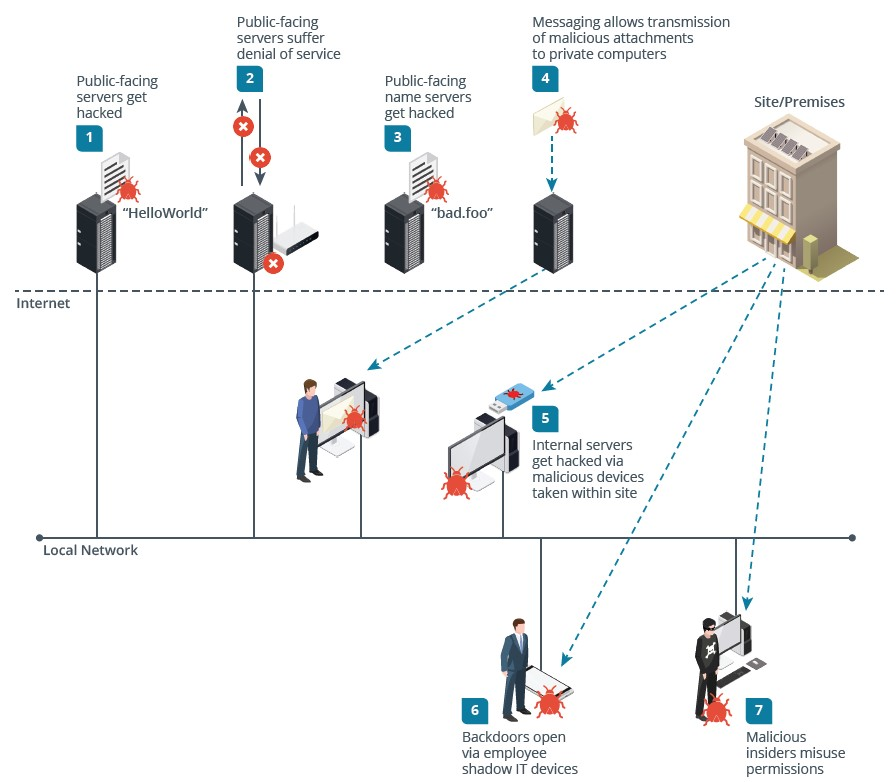 Public-facing
servers get
hacked
1
"HelloWorld"
Public-facing
servers suffer
denial of service
2
Public-facing
name servers
get hacked
3
"bad.foo"
Messaging allows transmission
of malicious attachments
to private computers
4
Site/Premises
Internet
5
Internal servers
get hacked via
malicious devices
taken within site
Local Network
6
Backdoors open
via employee
shadow IT devices
7
Malicious
insiders misuse
permissions